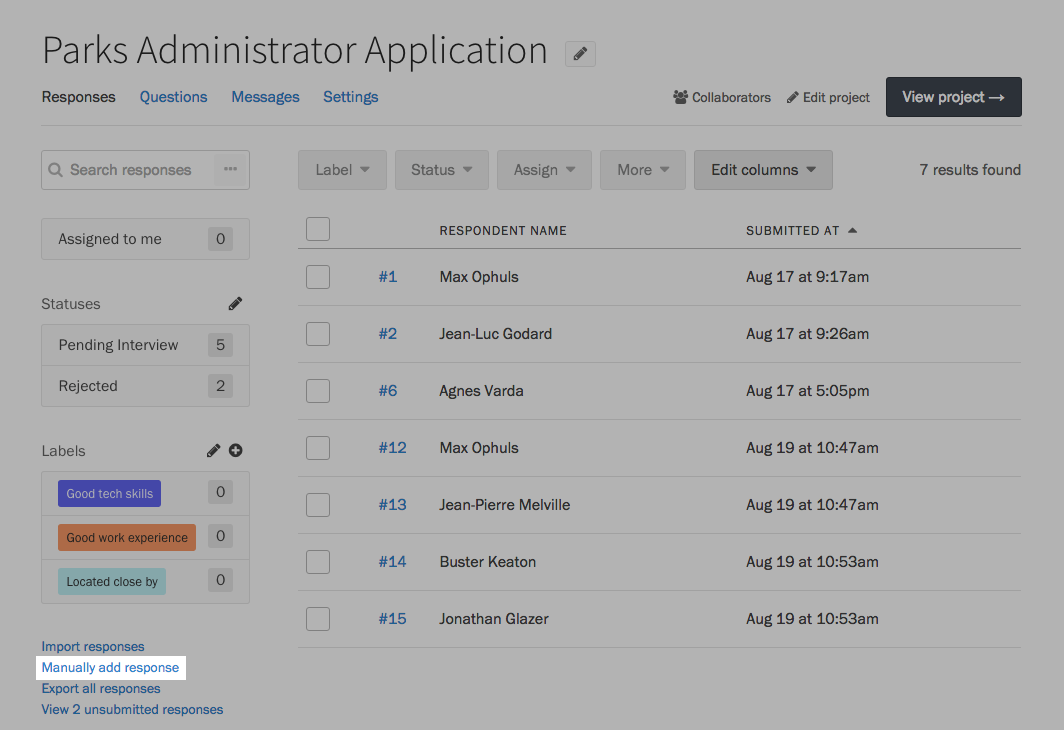 Parks Administrator Application
Responses Questions Messages Settings
Collaborators Edit project View project →
Search responses ...
Label Status Assign More Edit columns 7 results found
Assigned to me 0
Statuses
Pending Interview 5
Rejected 2
Labels
Good tech skills 0
Good work experience 0
Located close by 0
Import responses
Manually add response
Export all responses
View 2 unsubmitted responses
RESPONDENT NAME SUBMITTED AT
#1 Max Ophuls Aug 17 at 9:17am
#2 Jean-Luc Godard Aug 17 at 9:26am
#6 Agnes Varda Aug 17 at 5:05pm
#12 Max Ophuls Aug 19 at 10:47am
#13 Jean-Pierre Melville Aug 19 at 10:47am
#14 Buster Keaton Aug 19 at 10:53am
#15 Jonathan Glazer Aug 19 at 10:53am